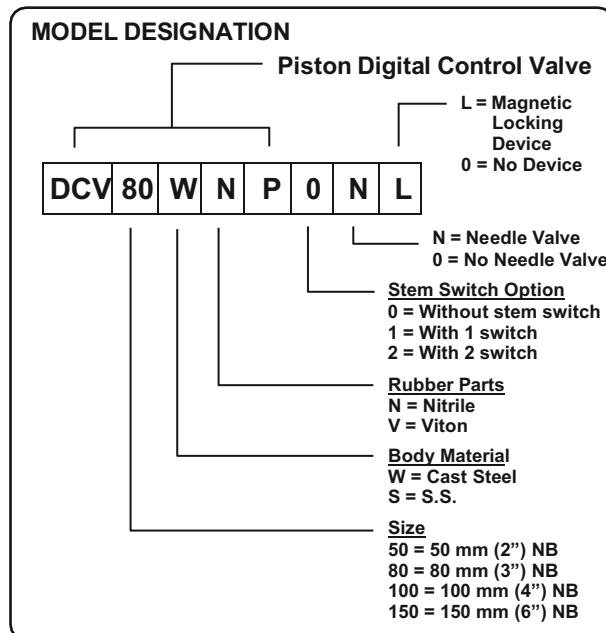 MODEL DESIGNATION
Piston Digital Control Valve
L = Magnetic
Locking
Device
0 = No Device
DCV 80 W N P 0 N L
N = Needle Valve
0 = No Needle Valve
Stem Switch Option
0 = Without stem switch
1 = With 1 switch
2 = With 2 switch
Rubber Parts
N = Nitrile
V = Viton
Body Material
W = Cast Steel
S = S.S.
Size
50 = 50 mm (2”) NB
80 = 80 mm (3”) NB
100 = 100 mm (4”) NB
150 = 150 mm (6”) NB